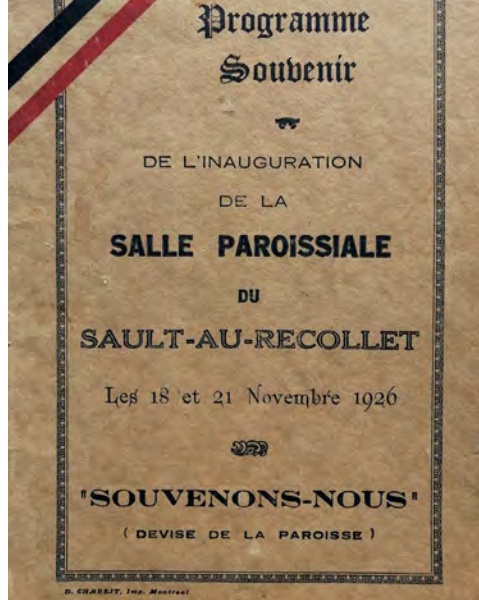 Programme
Souvenir
DE L'INAUGURATION
DE LA
SALLE PAROISSIALE
DU
SAULT-AU-RECOLLET
Les 18 et 21 Novembre 1926
"SOUVENONS-NOUS"
( DEVISE DE LA PAROISSE )
D. CHAREST, Imp. Montreal